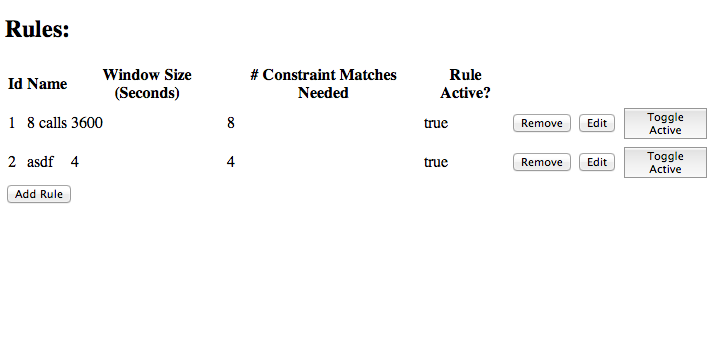 Rules:
Id Name Window Size (Seconds) # Constraint Matches Needed Rule Active?
1 8 calls 3600 8 true Remove Edit Toggle Active
2 asdf 4 4 true Remove Edit Toggle Active
Add Rule